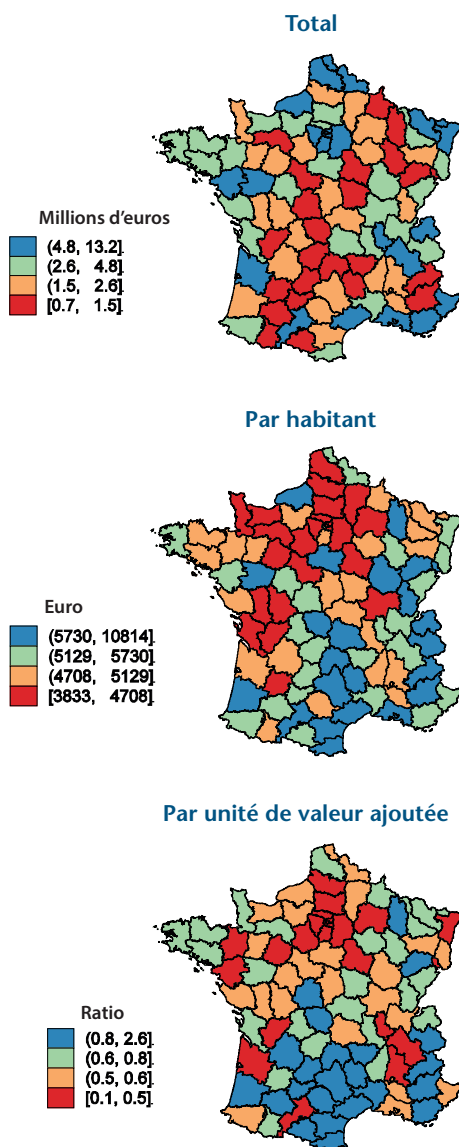 Total
Millions d'euros
(4.8, 13.2]
(2.6, 4.8]
(1.5, 2.6]
[0.7, 1.5]
Par habitant
Euro
(5730, 10814]
(5129, 5730]
(4708, 5129]
[3833, 4708]
Par unité de valeur ajoutée
Ratio
(0.8, 2.6]
(0.6, 0.8]
(0.5, 0.6]
[0.1, 0.5]